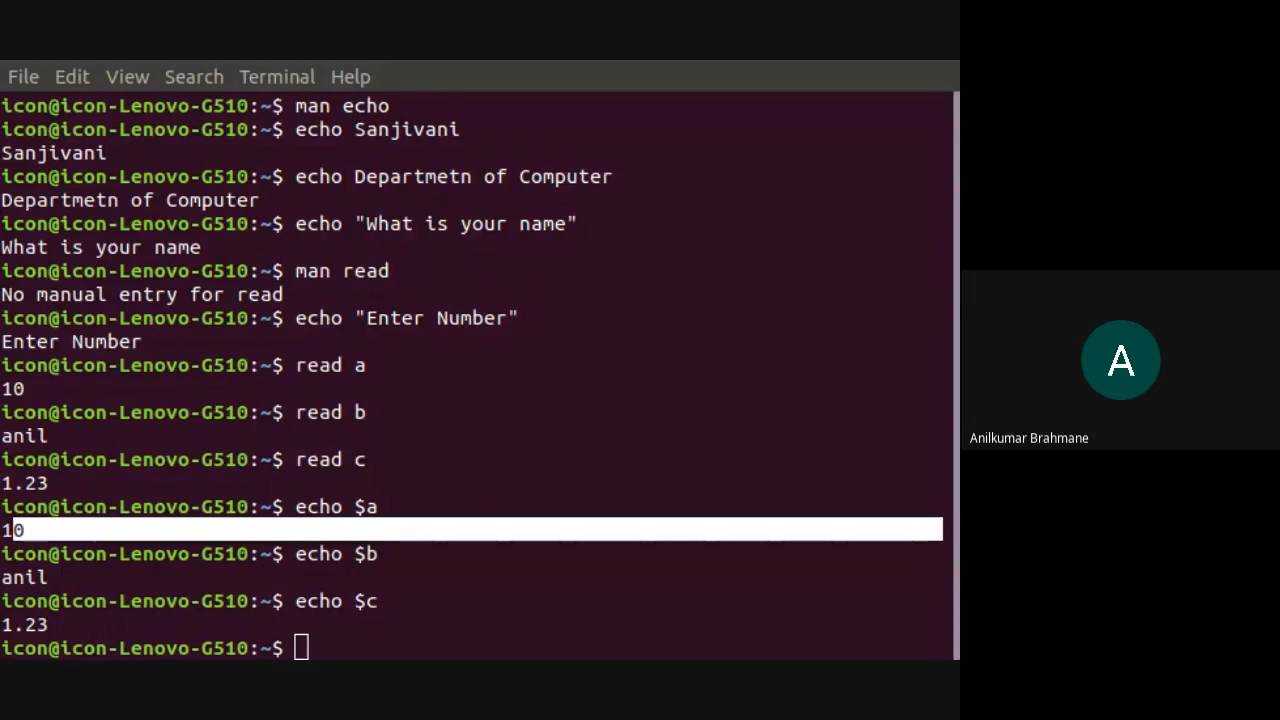 File Edit View Search Terminal Help
icon@icon-Lenovo-G510:~$ man echo
icon@icon-Lenovo-G510:~$ echo Sanjivani
Sanjivani
icon@icon-Lenovo-G510:~$ echo Departmetn of Computer
Departmetn of Computer
icon@icon-Lenovo-G510:~$ echo "What is your name"
What is your name
icon@icon-Lenovo-G510:~$ man read
No manual entry for read
icon@icon-Lenovo-G510:~$ echo "Enter Number"
Enter Number
icon@icon-Lenovo-G510:~$ read a
10
icon@icon-Lenovo-G510:~$ read b
anil
icon@icon-Lenovo-G510:~$ read c
1.23
icon@icon-Lenovo-G510:~$ echo $a
10
icon@icon-Lenovo-G510:~$ echo $b
anil
icon@icon-Lenovo-G510:~$ echo $c
1.23
icon@icon-Lenovo-G510:~$
A
Anilkumar Brahmane